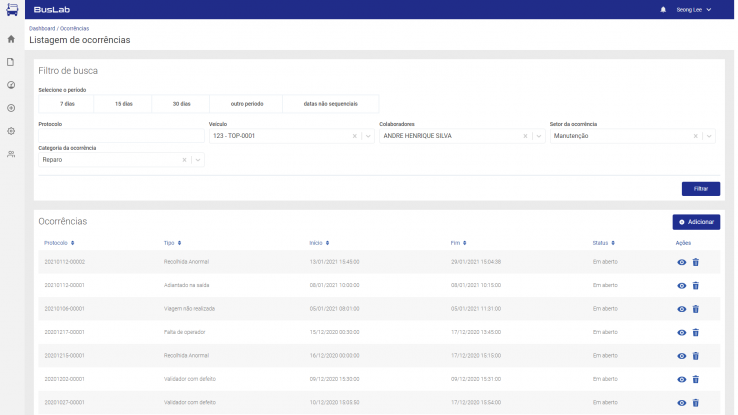 BusLab
Seong Lee
Dashboard / Ocorrências
Listagem de ocorrências
Filtro de busca
Selecione o período
7 dias 15 dias 30 dias outro período datas não sequenciais
Protocolo Veículo Colaboradores Setor da ocorrência
123 - TOP-0001 ANDRE HENRIQUE SILVA Manutenção
Categoria da ocorrência
Reparo
Filtrar
Ocorrências
Adicionar
Protocolo Tipo Início Fim Status Ações
20210112-00002 Recolhida Anormal 13/01/2021 15:45:00 29/01/2021 15:04:38 Em aberto
20210112-00001 Adiantado na saída 08/01/2021 10:00:00 08/01/2021 10:15:00 Em aberto
20210106-00001 Viagem não realizada 05/01/2021 08:01:00 05/01/2021 11:31:00 Em aberto
20201217-00001 Falta de operador 15/12/2020 00:30:00 17/12/2020 13:45:00 Em aberto
20201215-00001 Recolhida Anormal 16/12/2020 00:00:00 17/12/2020 15:15:00 Em aberto
20201202-00001 Validador com defeito 09/12/2020 15:30:00 09/12/2020 15:31:00 Em aberto
20201027-00001 Validador com defeito 10/12/2020 15:09:30 17/12/2020 15:54:00 Em aberto